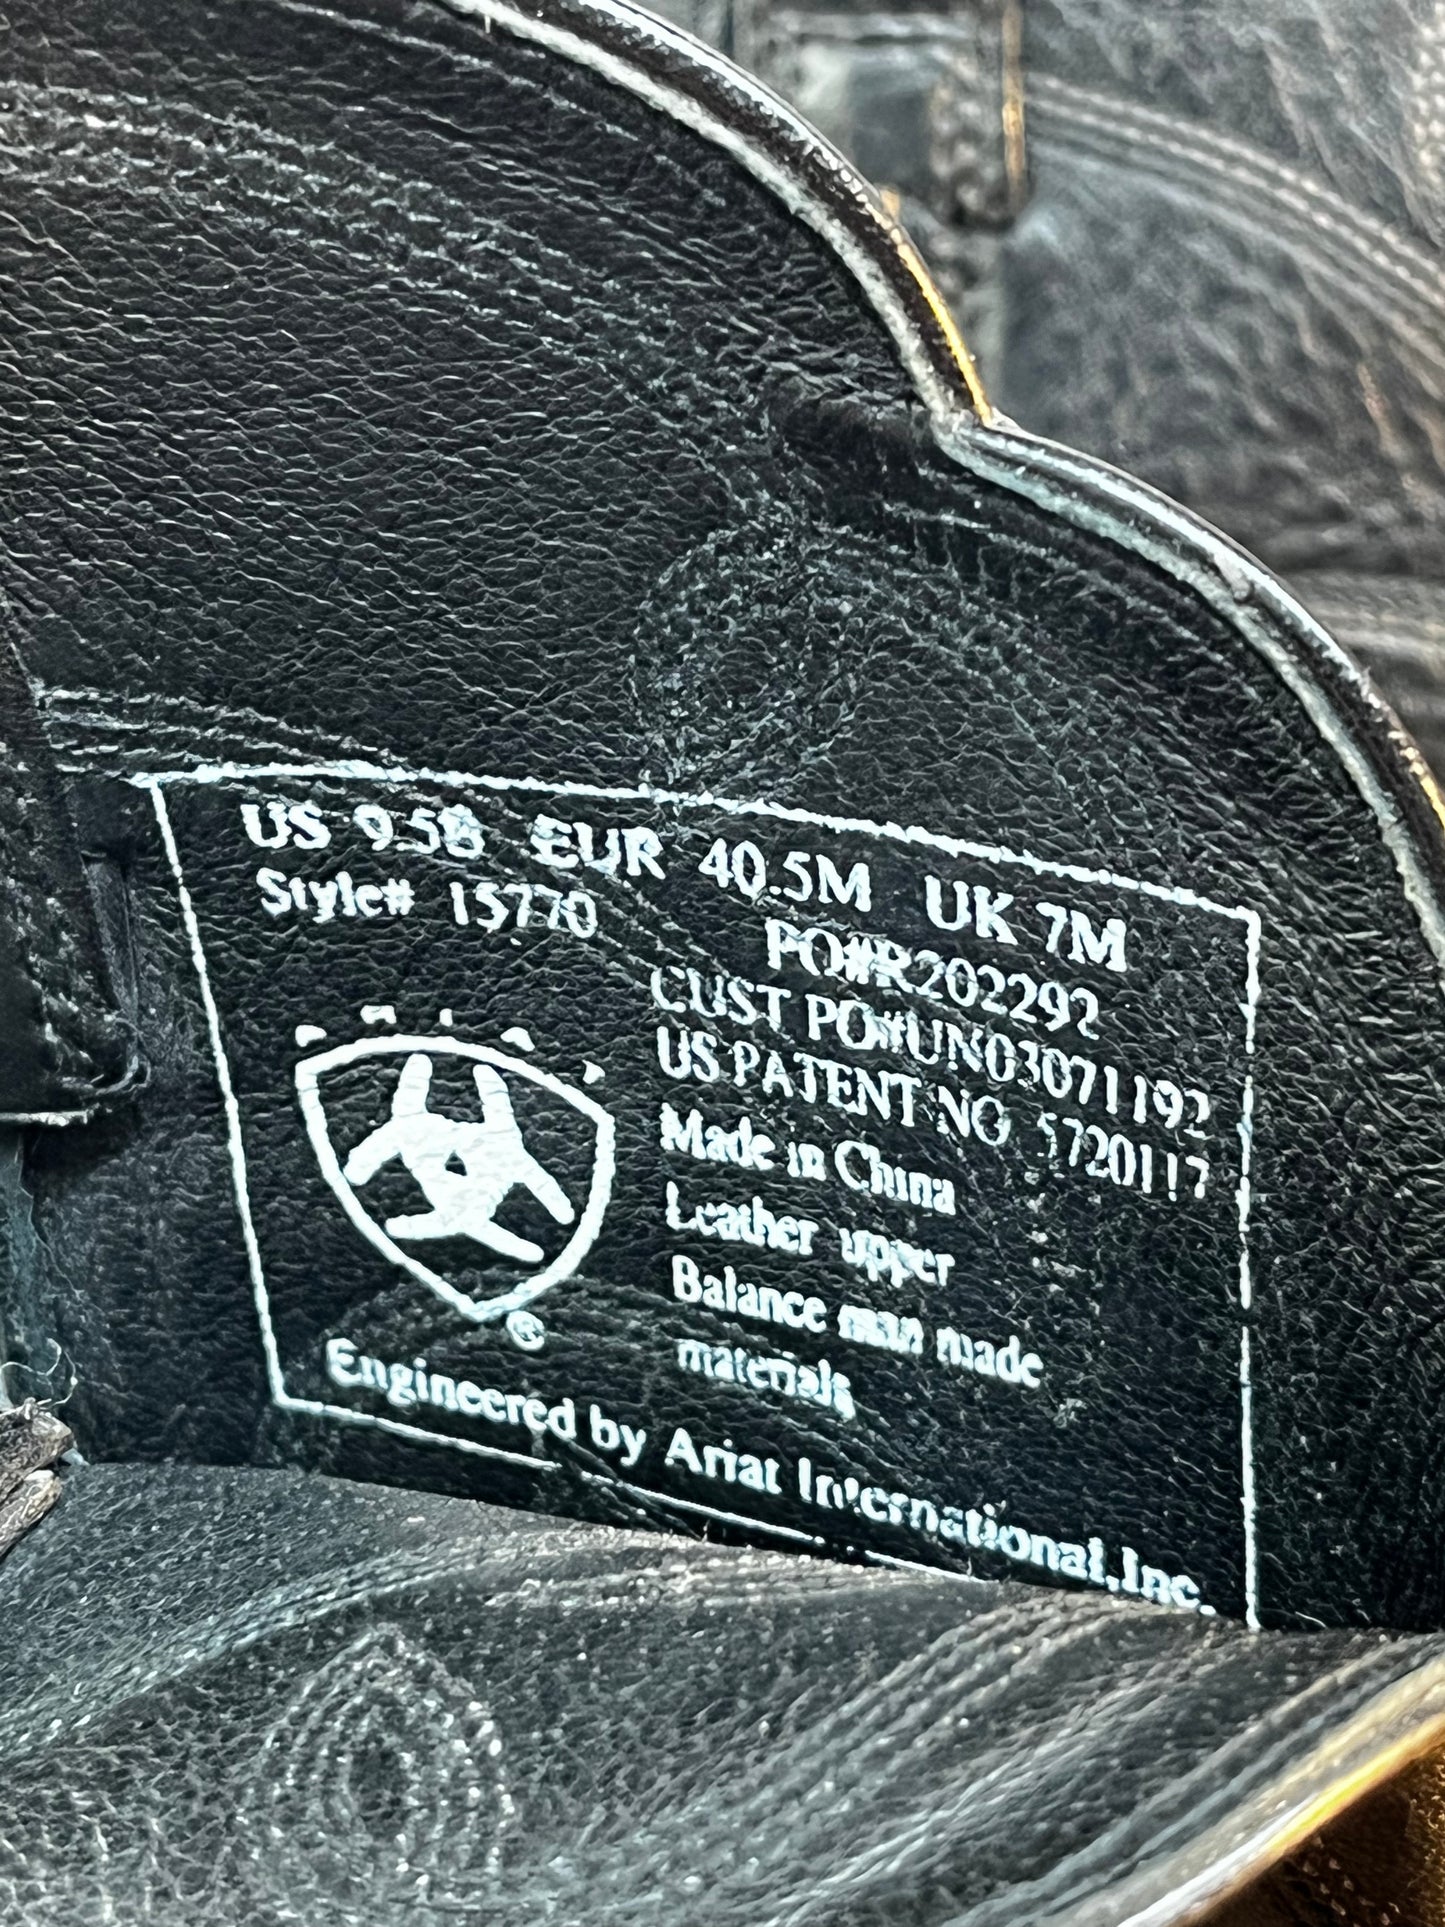 US 9.5B EUR 40.5M UK 7M
Style# 15770
PO#R202292
CUST PO#UN03071192
US PATENT NO 5720117
Made in China
Leather upper
Balance man made
materials
®
Engineered by Ariat International,Inc.